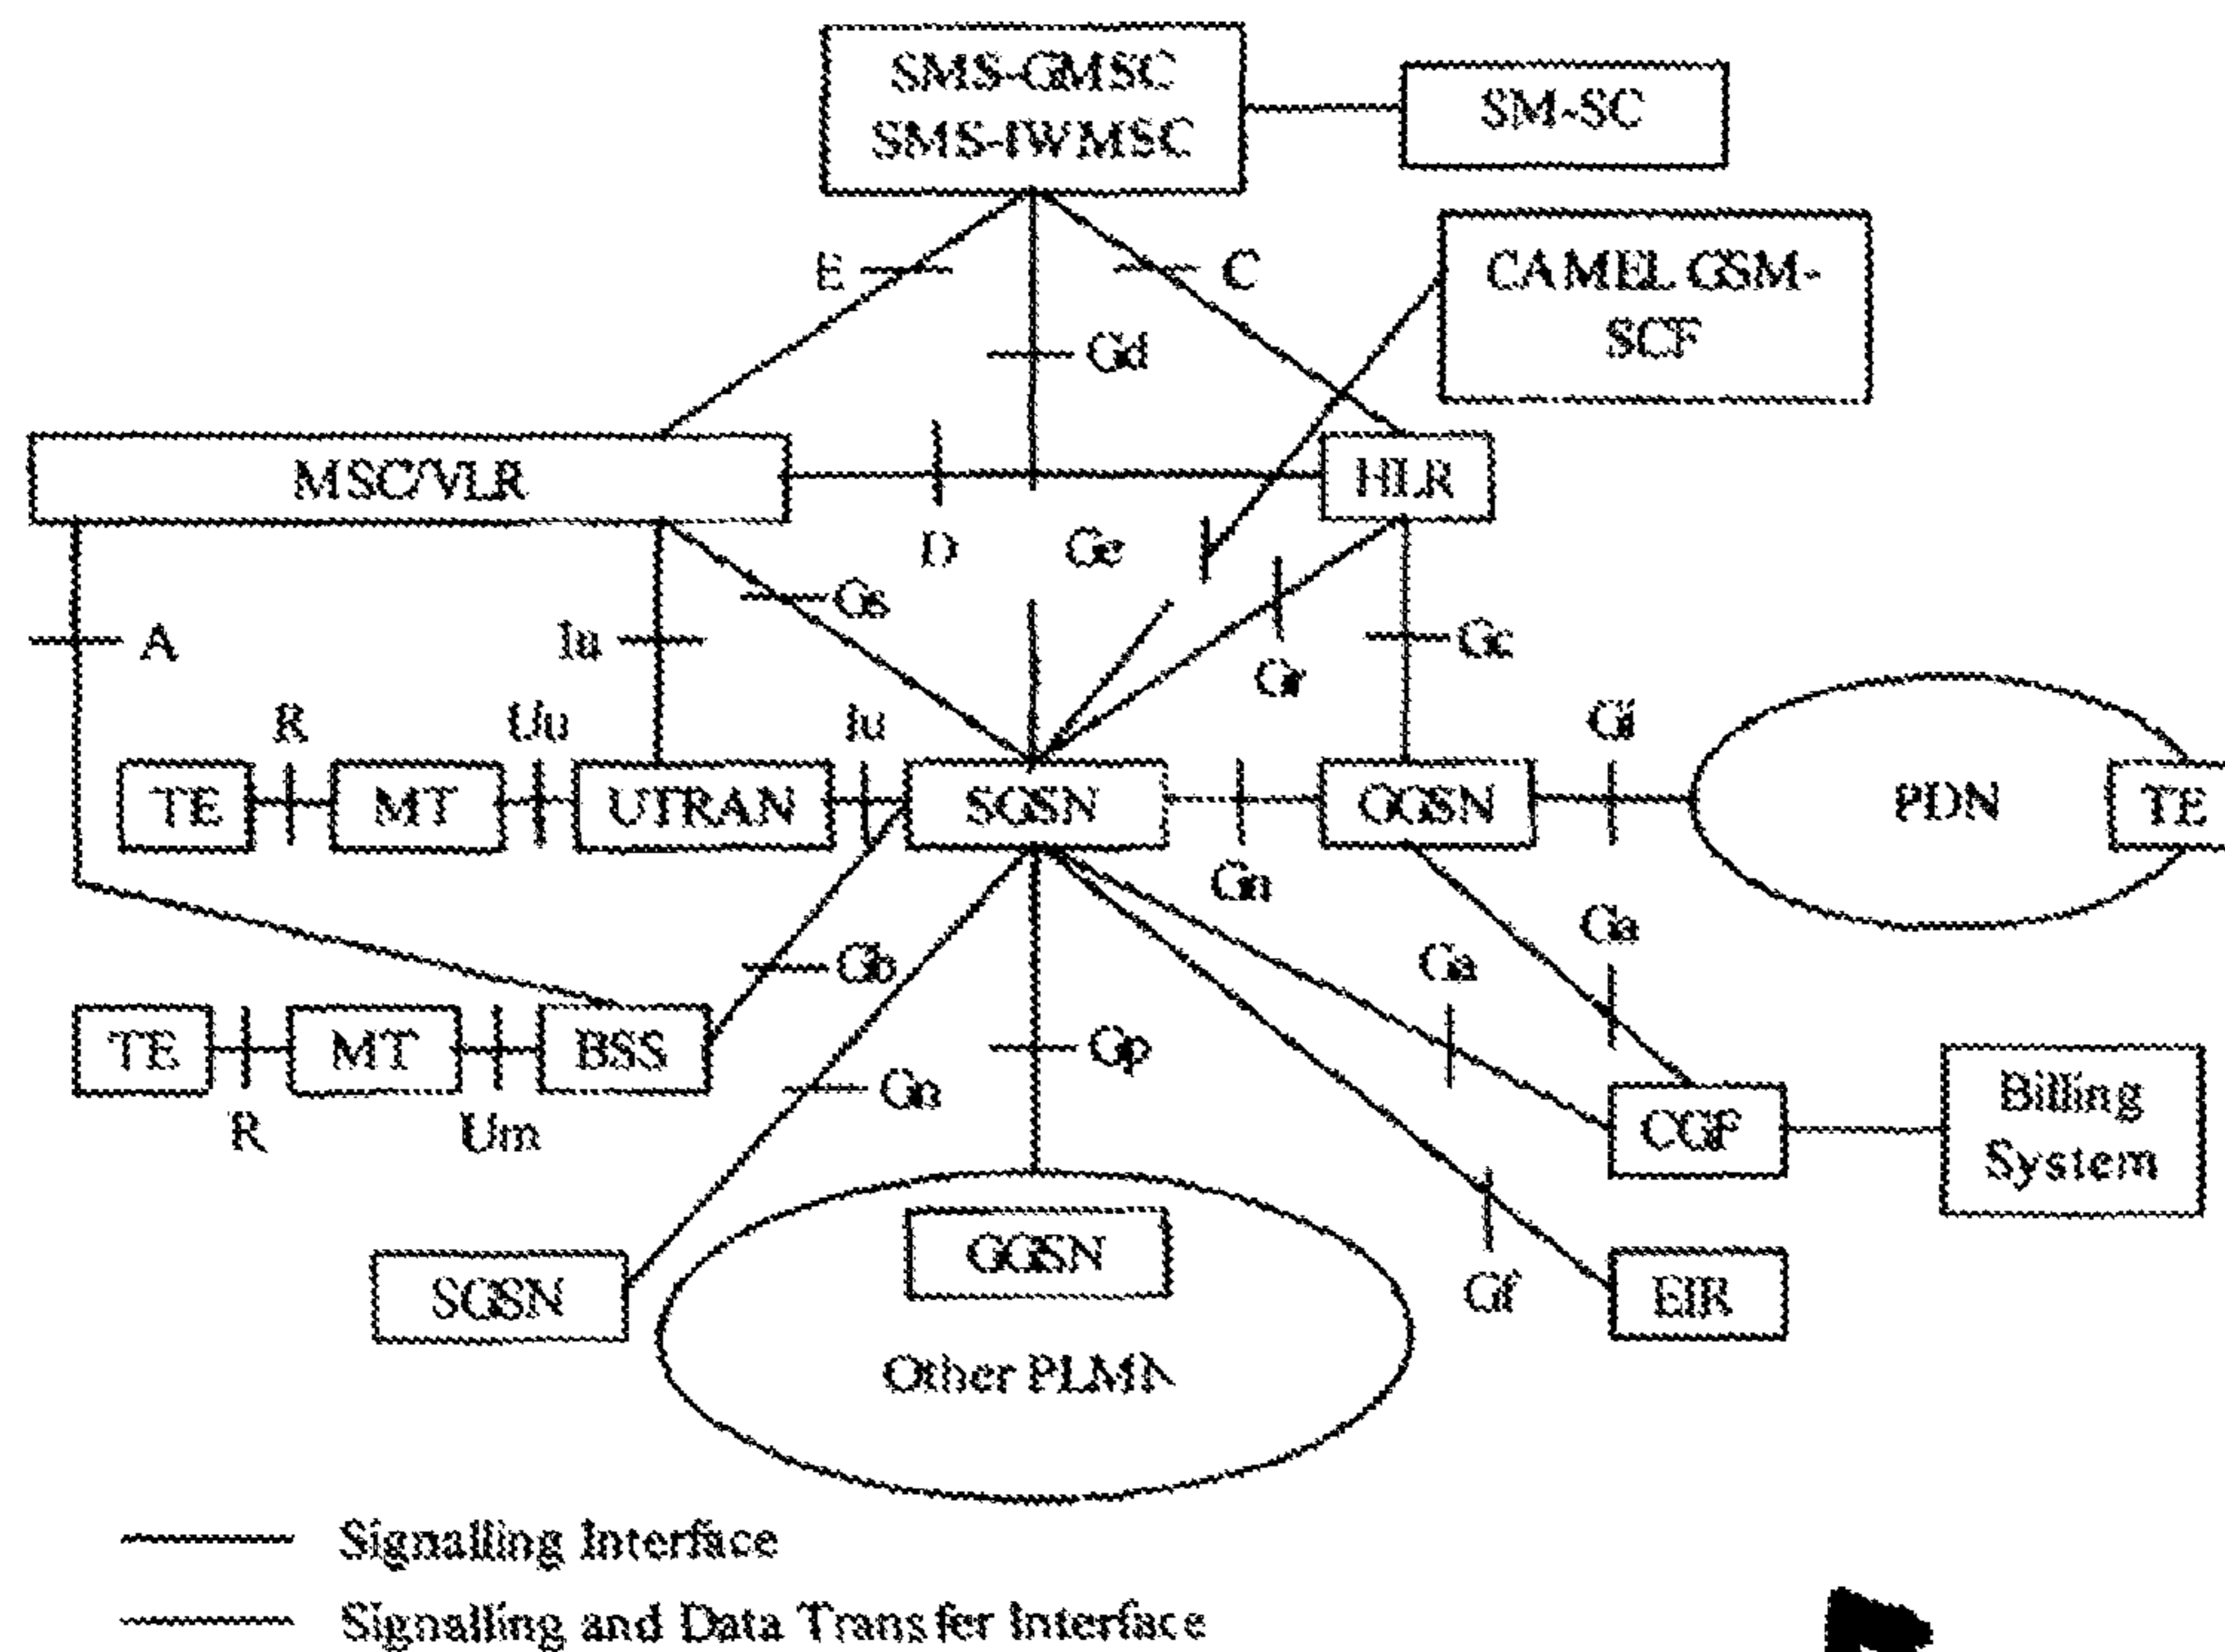 SMS-GMSC
SMS-IWMSC
SM-SC
CAMEL GSM-
SCF
E
C
Gd
MSC/VLR
HLR
D
Ge
Gs
A
Iu
Gr
Gc
R
Uu
Iu
Gi
TE
MT
UTRAN
SGSN
GGSN
PDN
TE
Gn
Ga
Gb
Ga
TE
MT
BSS
Gp
Gn
R
Um
CGF
Billing
System
GGSN
SGSN
Gf
EIR
Other PLMN
Signalling Interface
Signalling and Data Transfer Interface